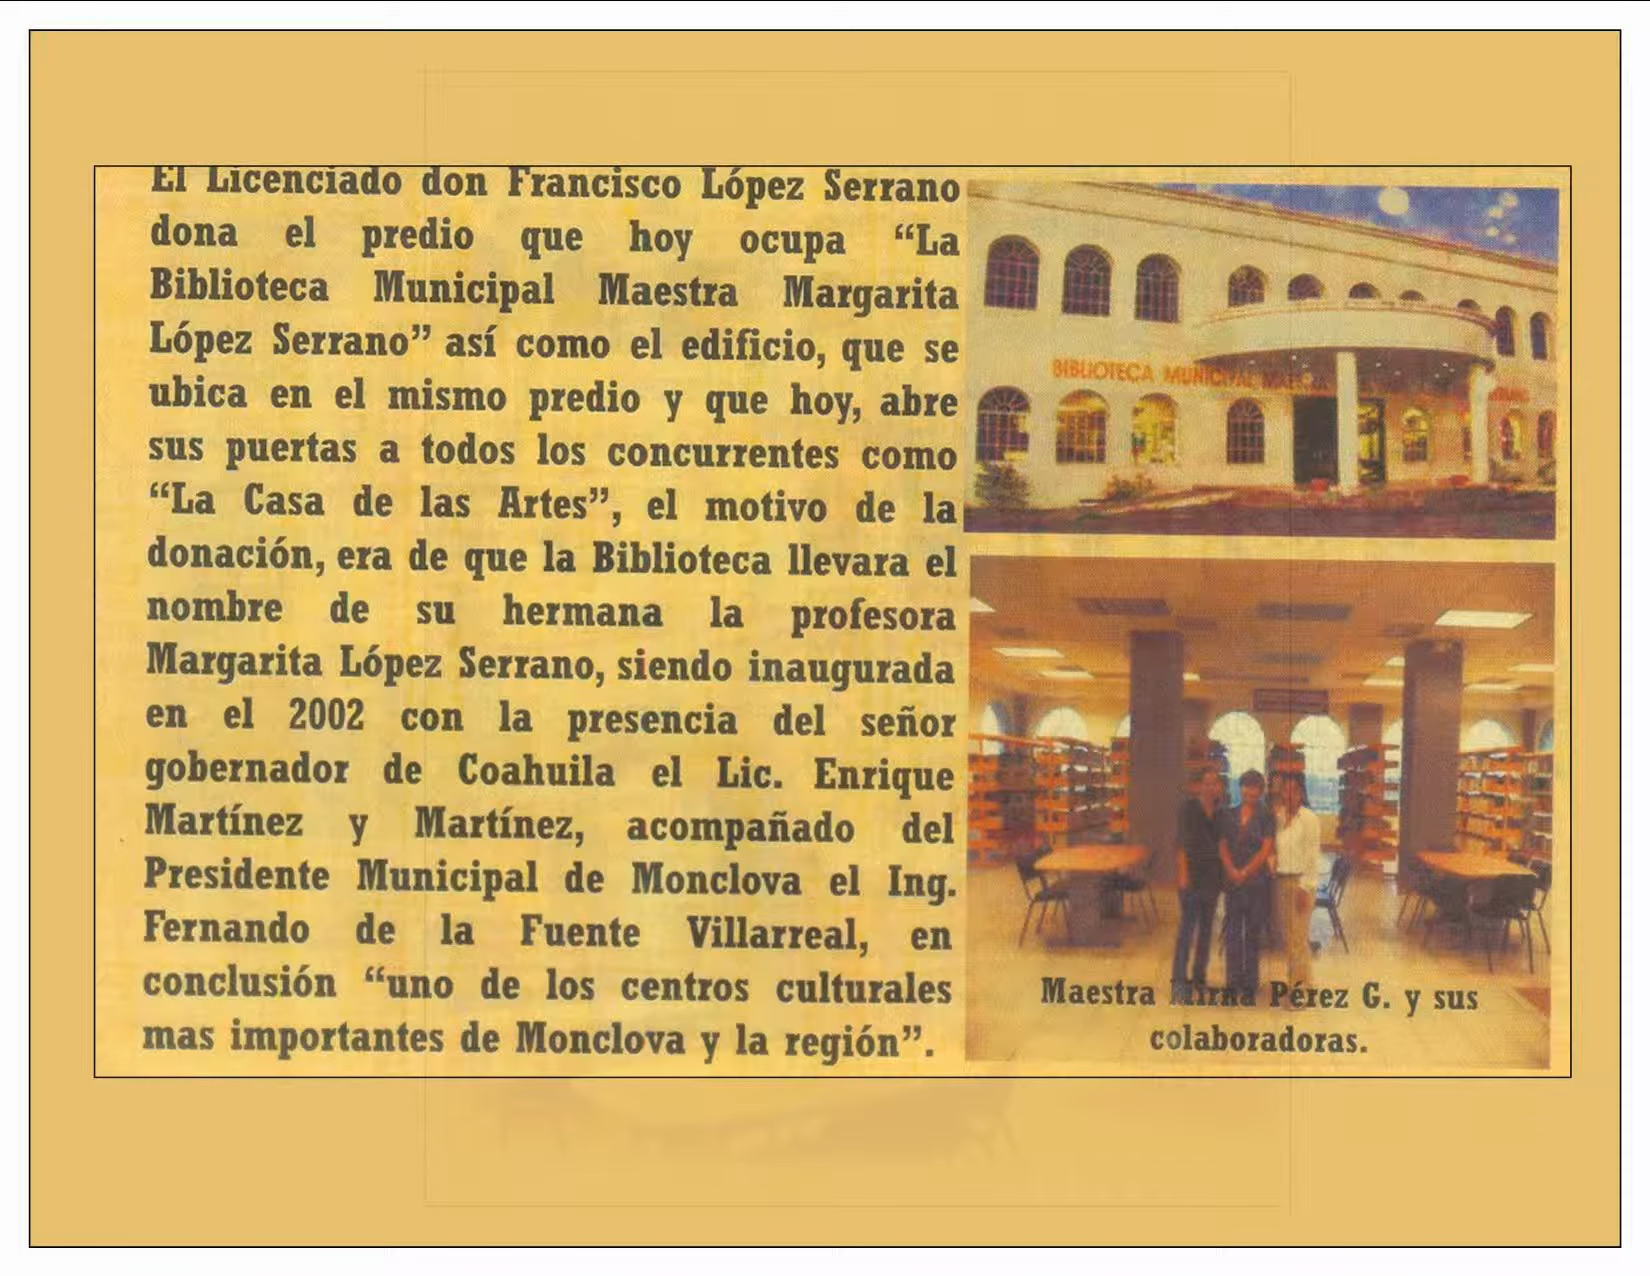 El Licenciado don Francisco López Serrano
dona el predio que hoy ocupa “La
Biblioteca Municipal Maestra Margarita
López Serrano” así como el edificio, que se
ubica en el mismo predio y que hoy, abre
sus puertas a todos los concurrentes como
“La Casa de las Artes”, el motivo de la
donación, era de que la Biblioteca llevara el
nombre de su hermana la profesora
Margarita López Serrano, siendo inaugurada
en el 2002 con la presencia del señor
gobernador de Coahuila el Lic. Enrique
Martínez y Martínez, acompañado del
Presidente Municipal de Monclova el Ing.
Fernando de la Fuente Villarreal, en
conclusión “uno de los centros culturales
mas importantes de Monclova y la región”.
BIBLIOTECA MUNICIPAL MAESTRA
Maestra Mirna Pérez G. y sus
colaboradoras.